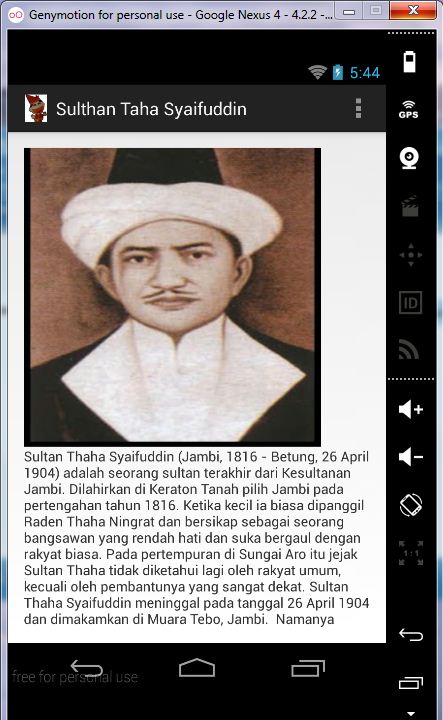 Genymotion for personal use - Google Nexus 4 - 4.2.2 -...
5:44
Sulthan Taha Syaifuddin
GPS
ID
Sultan Thaha Syaifuddin (Jambi, 1816 - Betung, 26 April
1904) adalah seorang sultan terakhir dari Kesultanan
Jambi. Dilahirkan di Keraton Tanah pilih Jambi pada
pertengahan tahun 1816. Ketika kecil ia biasa dipanggil
Raden Thaha Ningrat dan bersikap sebagai seorang
bangsawan yang rendah hati dan suka bergaul dengan
rakyat biasa. Pada pertempuran di Sungai Aro itu jejak
Sultan Thaha tidak diketahui lagi oleh rakyat umum,
kecuali oleh pembantunya yang sangat dekat. Sultan
Thaha Syaifuddin meninggal pada tanggal 26 April 1904
dan dimakamkan di Muara Tebo, Jambi.  Namanya
1:1
free for personal use